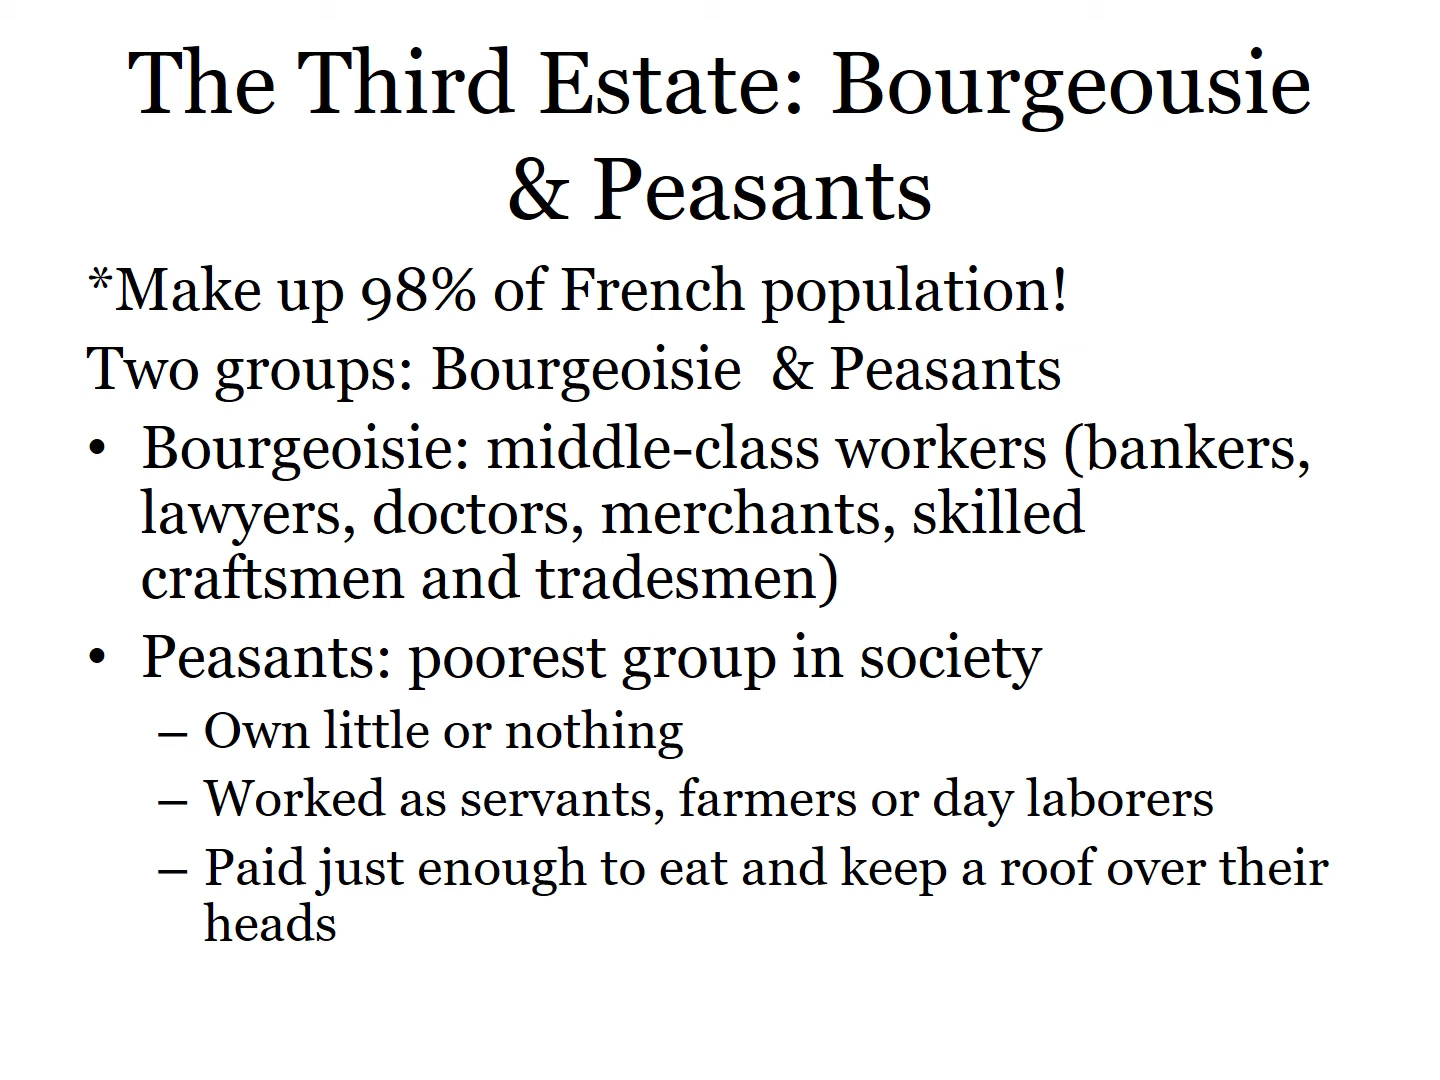 The Third Estate: Bourgeousie
& Peasants
*Make up 98% of French population!
Two groups: Bourgeoisie  & Peasants
• Bourgeoisie: middle-class workers (bankers,
lawyers, doctors, merchants, skilled
craftsmen and tradesmen)
• Peasants: poorest group in society
– Own little or nothing
– Worked as servants, farmers or day laborers
– Paid just enough to eat and keep a roof over their
heads